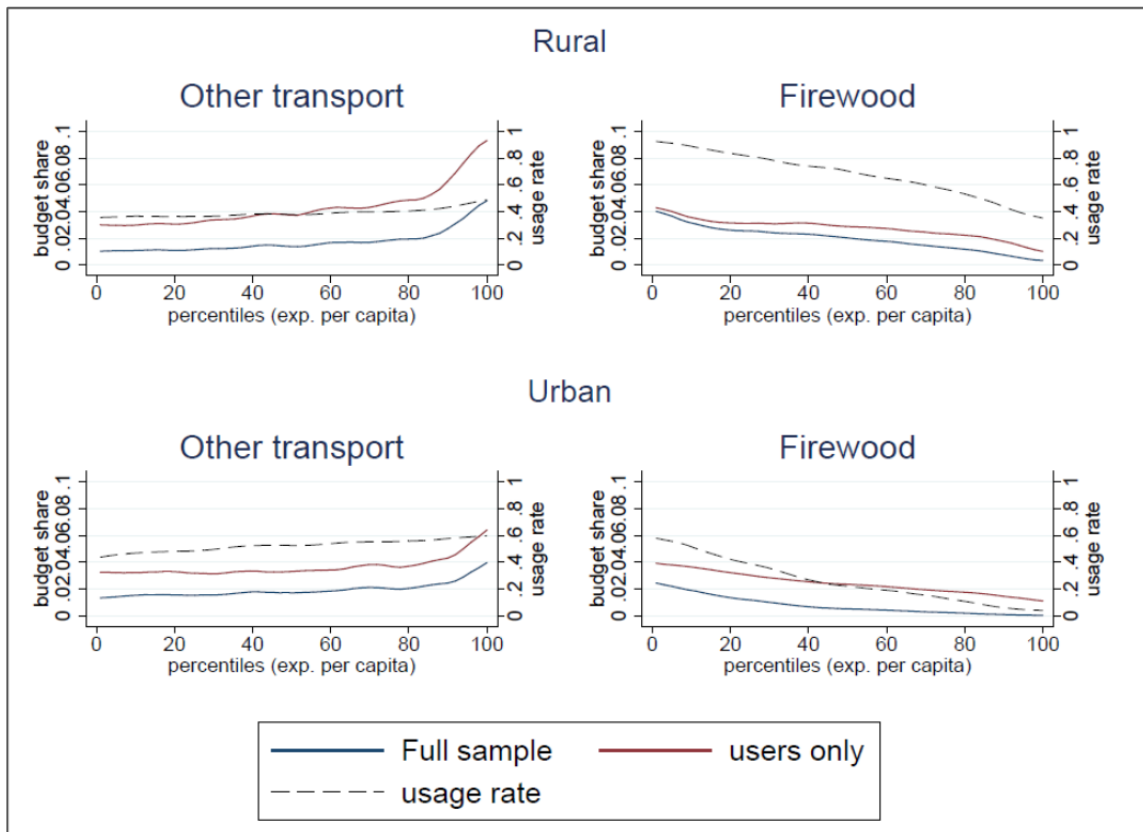 Rural
Other transport
budget share
0 .02 .04 .06 .08 .1
usage rate
0 .2 .4 .6 .8 1
0 20 40 60 80 100
percentiles (exp. per capita)
Firewood
budget share
0 .02 .04 .06 .08 .1
usage rate
0 .2 .4 .6 .8 1
0 20 40 60 80 100
percentiles (exp. per capita)
Urban
Other transport
budget share
0 .02 .04 .06 .08 .1
usage rate
0 .2 .4 .6 .8 1
0 20 40 60 80 100
percentiles (exp. per capita)
Firewood
budget share
0 .02 .04 .06 .08 .1
usage rate
0 .2 .4 .6 .8 1
0 20 40 60 80 100
percentiles (exp. per capita)
Full sample users only
usage rate